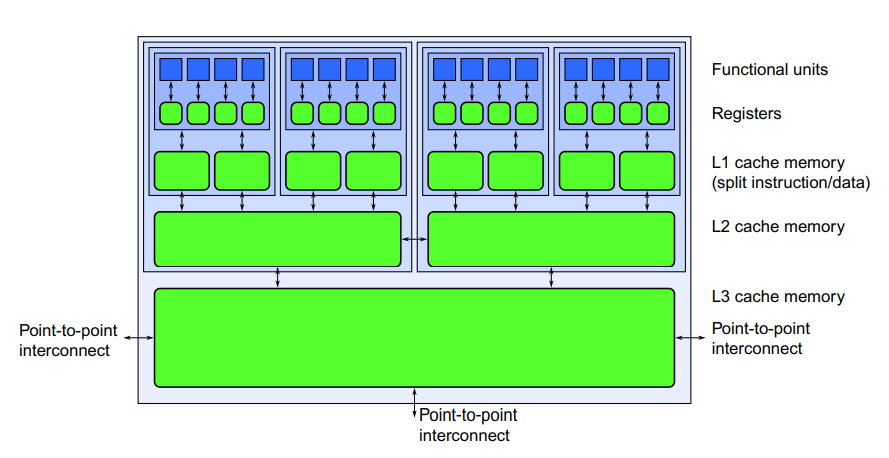 Functional units
Registers
L1 cache memory
(split instruction/data)
L2 cache memory
L3 cache memory
Point-to-point
interconnect
Point-to-point
interconnect
Point-to-point
interconnect